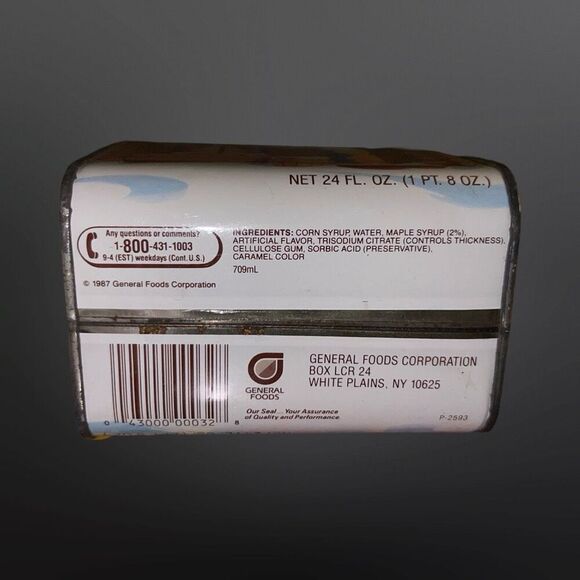 NET 24 FL. OZ. (1 PT. 8 OZ.)
Any questions or comments?
1-800-431-1003
9-4 (EST) weekdays (Cont. U.S.)
INGREDIENTS: CORN SYRUP, WATER, MAPLE SYRUP (2%),
ARTIFICIAL FLAVOR, TRISODIUM CITRATE (CONTROLS THICKNESS),
CELLULOSE GUM, SORBIC ACID (PRESERVATIVE),
CARAMEL COLOR
709mL
© 1987 General Foods Corporation
GENERAL
FOODS
Our Seal... Your Assurance
of Quality and Performance.
GENERAL FOODS CORPORATION
BOX LCR 24
WHITE PLAINS, NY 10625
0 43000 00032 8
P-2593